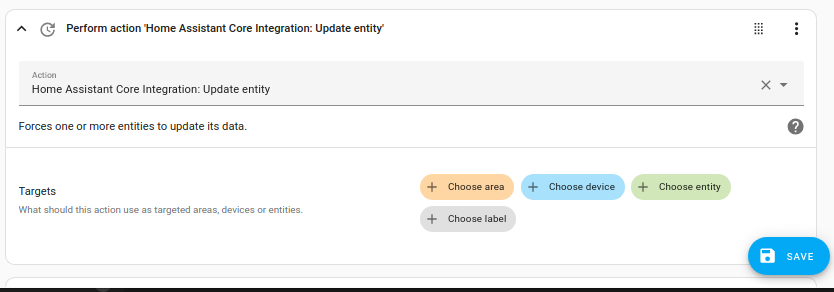 Perform action 'Home Assistant Core Integration: Update entity'
Action
Home Assistant Core Integration: Update entity
Forces one or more entities to update its data.
Targets
What should this action use as targeted areas, devices or entities.
Choose area
Choose device
Choose entity
Choose label
SAVE